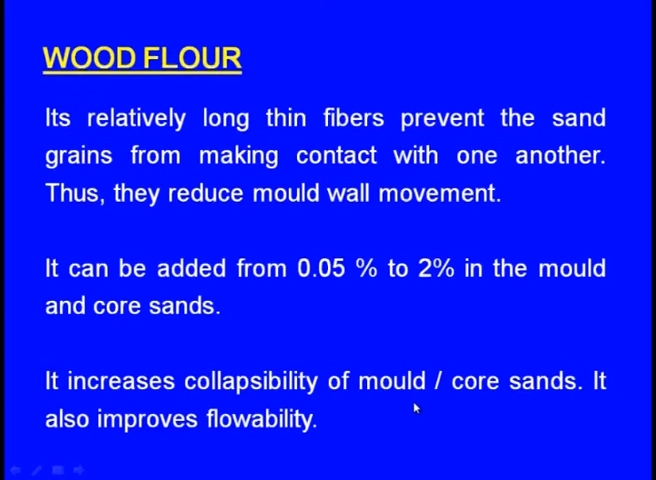 WOOD FLOUR
Its relatively long thin fibers prevent the sand
grains from making contact with one another.
Thus, they reduce mould wall movement.
It can be added from 0.05 % to 2% in the mould
and core sands.
It increases collapsibility of mould / core sands. It
also improves flowability.